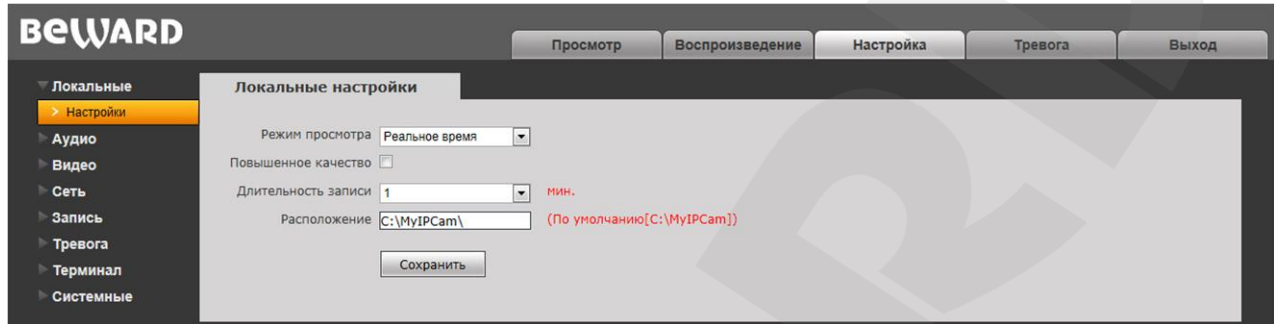 BEWARD
Просмотр Воспроизведение Настройка Тревога Выход
Локальные
> Настройки
Аудио
Видео
Сеть
Запись
Тревога
Терминал
Системные
Локальные настройки
Режим просмотра Реальное время
Повышенное качество
Длительность записи 1 мин.
Расположение C:\MyIPCam\ (По умолчанию[C:\MyIPCam])
Сохранить